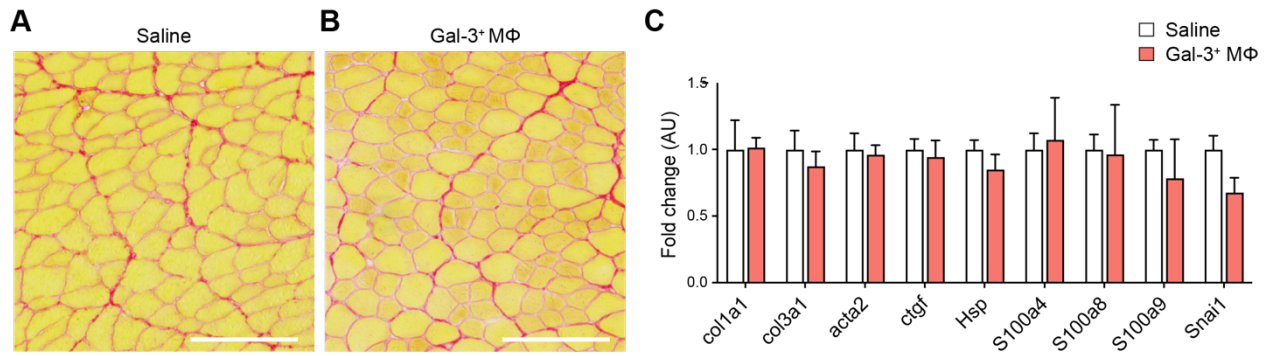 A
Saline
B
Gal-3⁺ MΦ
C
Saline
Gal-3⁺ MΦ
Fold change (AU)
1.5
1.0
0.5
0.0
col1a1
col3a1
acta2
ctgf
Hsp
S100a4
S100a8
S100a9
Snai1